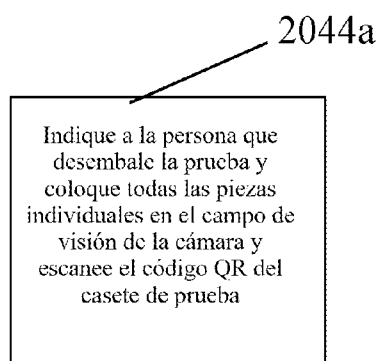 2044a
Indique a la persona que
desembale la prueba y
coloque todas las piezas
individuales en el campo de
visión de la cámara y
escanee el código QR del
casete de prueba